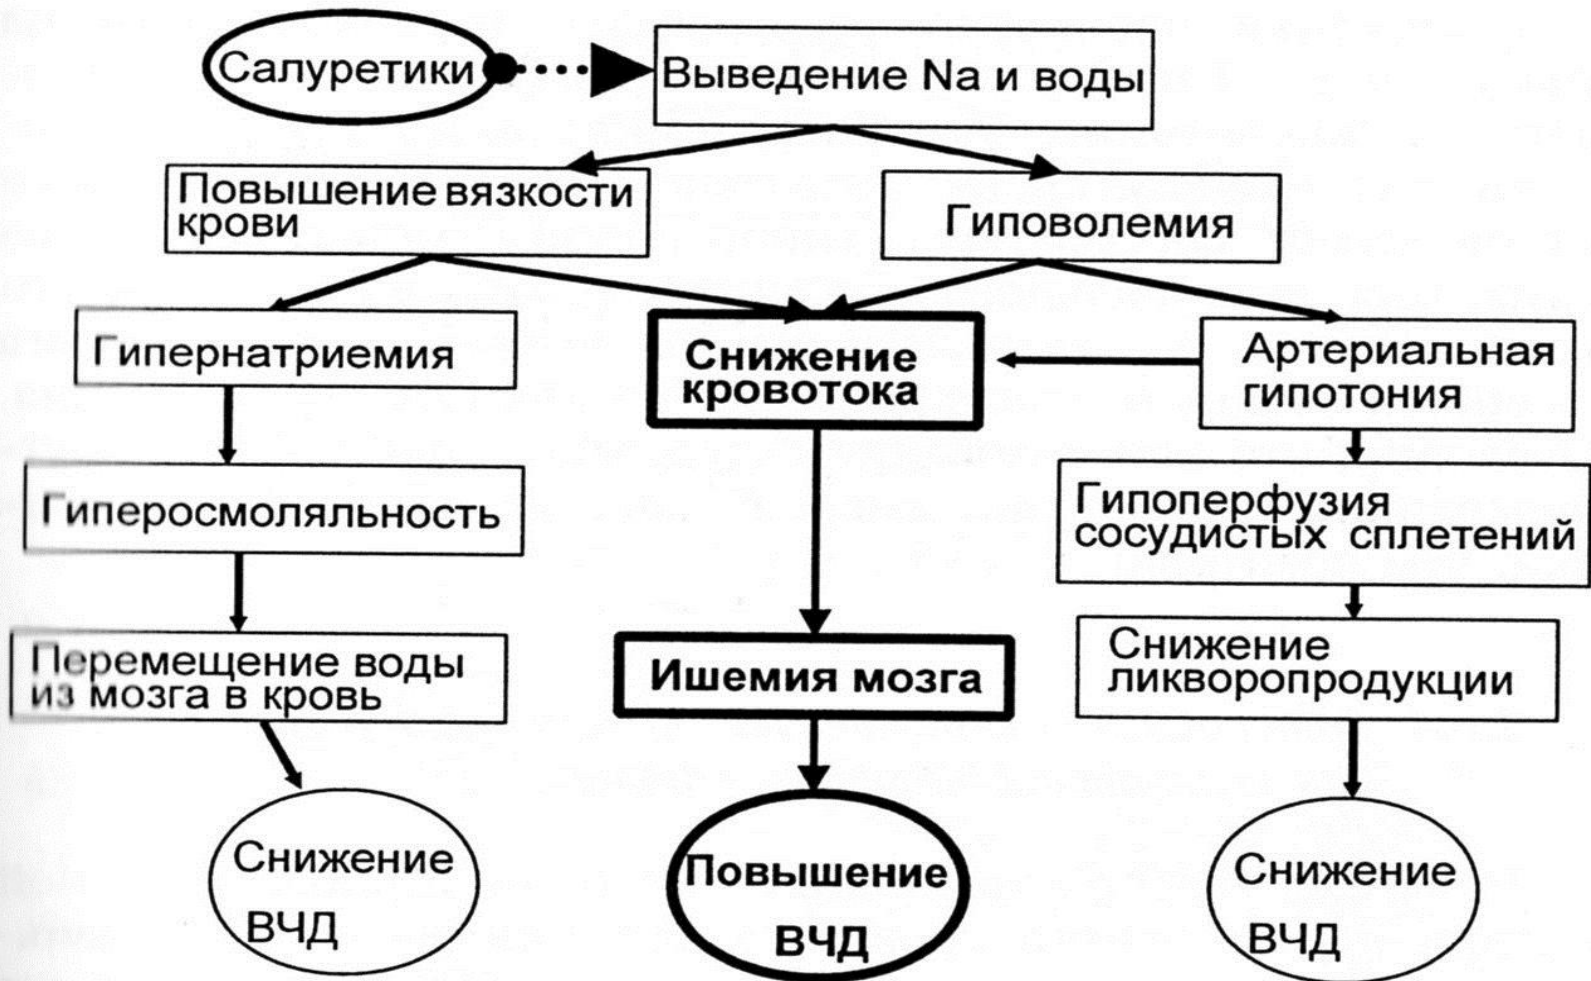 Салуретики
Выведение Na и воды
Повышение вязкости
крови
Гиповолемия
Гипернатриемия
Снижение
кровотока
Артериальная
гипотония
Гиперосмоляльность
Гипоперфузия
сосудистых сплетений
Перемещение воды
из мозга в кровь
Ишемия мозга
Снижение
ликворопродукции
Снижение
ВЧД
Повышение
ВЧД
Снижение
ВЧД